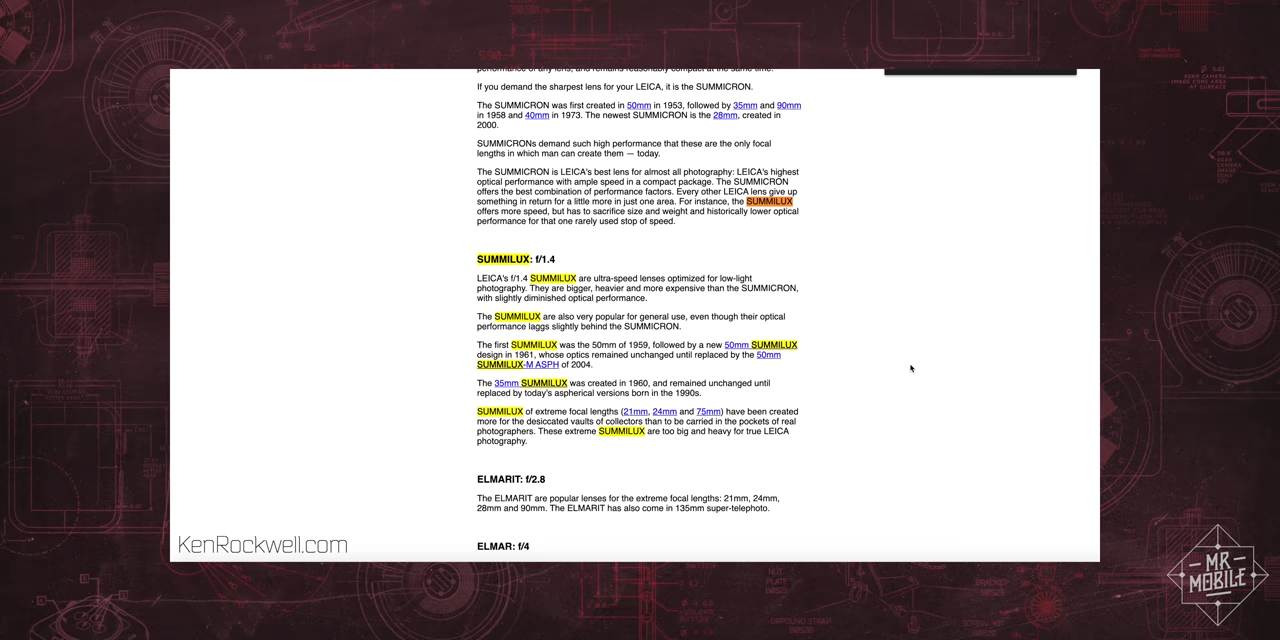 performance of any lens, and remains reasonably compact at the same time.
If you demand the sharpest lens for your LEICA, it is the SUMMICRON.
The SUMMICRON was first created in 50mm in 1953, followed by 35mm and 90mm
in 1958 and 40mm in 1973. The newest SUMMICRON is the 28mm, created in
2000.
SUMMICRONs demand such high performance that these are the only focal
lengths in which man can create them — today.
The SUMMICRON is LEICA's best lens for almost all photography: LEICA's highest
optical performance with ample speed in a compact package. The SUMMICRON
offers the best combination of performance factors. Every other LEICA lens give up
something in return for a little more in just one area. For instance, the SUMMILUX
offers more speed, but has to sacrifice size and weight and historically lower optical
performance for that one rarely used stop of speed.
SUMMILUX: f/1.4
LEICA's f/1.4 SUMMILUX are ultra-speed lenses optimized for low-light
photography. They are bigger, heavier and more expensive than the SUMMICRON,
with slightly diminished optical performance.
The SUMMILUX are also very popular for general use, even though their optical
performance laggs slightly behind the SUMMICRON.
The first SUMMILUX was the 50mm of 1959, followed by a new 50mm SUMMILUX
design in 1961, whose optics remained unchanged until replaced by the 50mm
SUMMILUX-M ASPH of 2004.
The 35mm SUMMILUX was created in 1960, and remained unchanged until
replaced by today's aspherical versions born in the 1990s.
SUMMILUX of extreme focal lengths (21mm, 24mm and 75mm) have been created
more for the desiccated vaults of collectors than to be carried in the pockets of real
photographers. These extreme SUMMILUX are too big and heavy for true LEICA
photography.
ELMARIT: f/2.8
The ELMARIT are popular lenses for the extreme focal lengths: 21mm, 24mm,
28mm and 90mm. The ELMARIT has also come in 135mm super-telephoto.
ELMAR: f/4
KenRockwell.com
MR
MOBILE